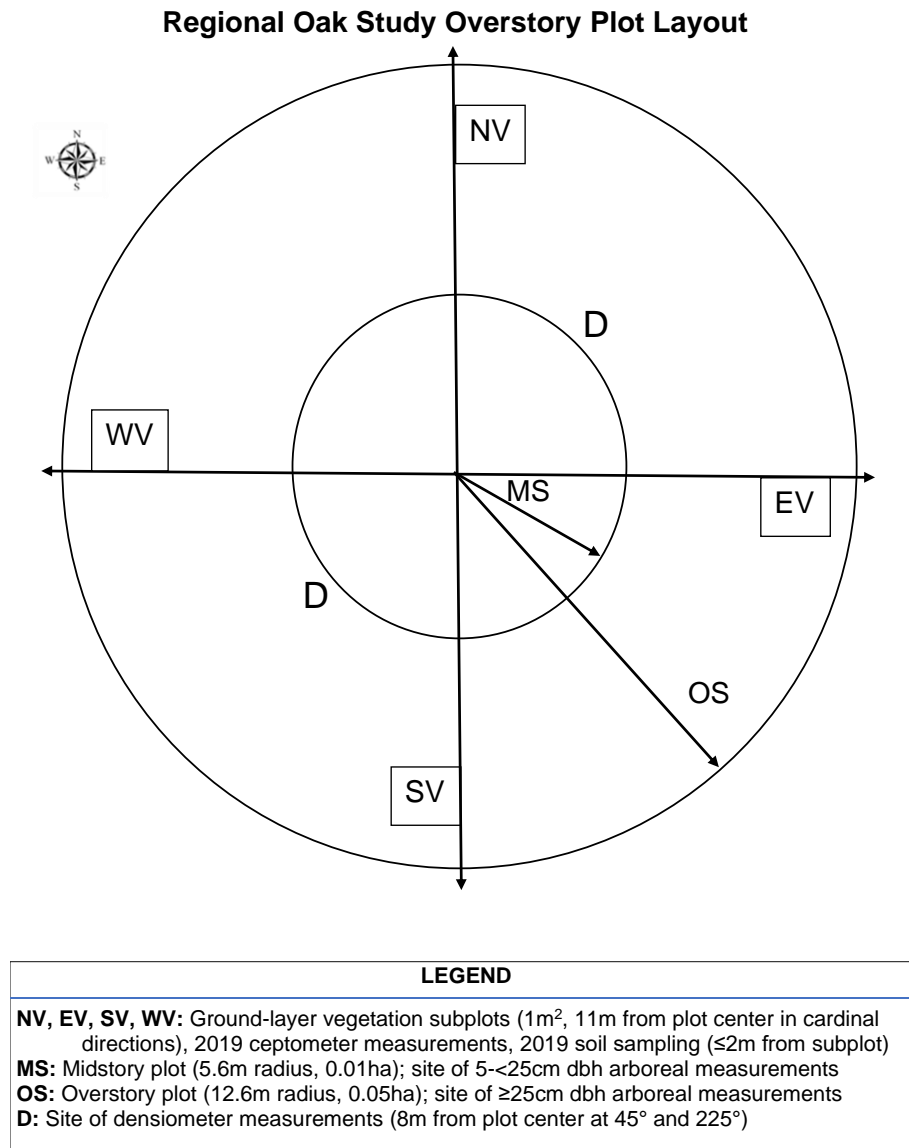 Regional Oak Study Overstory Plot Layout
N
W E
S
NV
D
WV
MS
EV
D
OS
SV
LEGEND
NV, EV, SV, WV: Ground-layer vegetation subplots (1m², 11m from plot center in cardinal
directions), 2019 ceptometer measurements, 2019 soil sampling (≤2m from subplot)
MS: Midstory plot (5.6m radius, 0.01ha); site of 5-<25cm dbh arboreal measurements
OS: Overstory plot (12.6m radius, 0.05ha); site of ≥25cm dbh arboreal measurements
D: Site of densiometer measurements (8m from plot center at 45° and 225°)